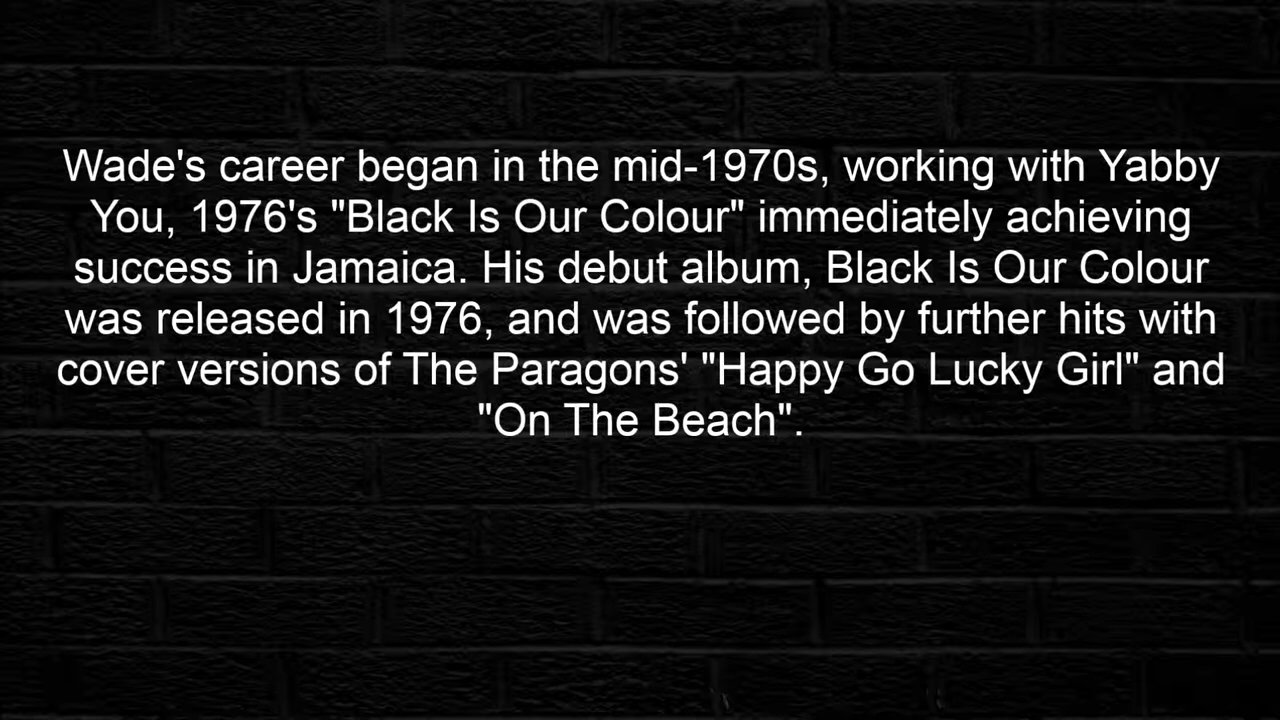 Wade's career began in the mid-1970s, working with Yabby
You, 1976's "Black Is Our Colour" immediately achieving
success in Jamaica. His debut album, Black Is Our Colour
was released in 1976, and was followed by further hits with
cover versions of The Paragons' "Happy Go Lucky Girl" and
"On The Beach".